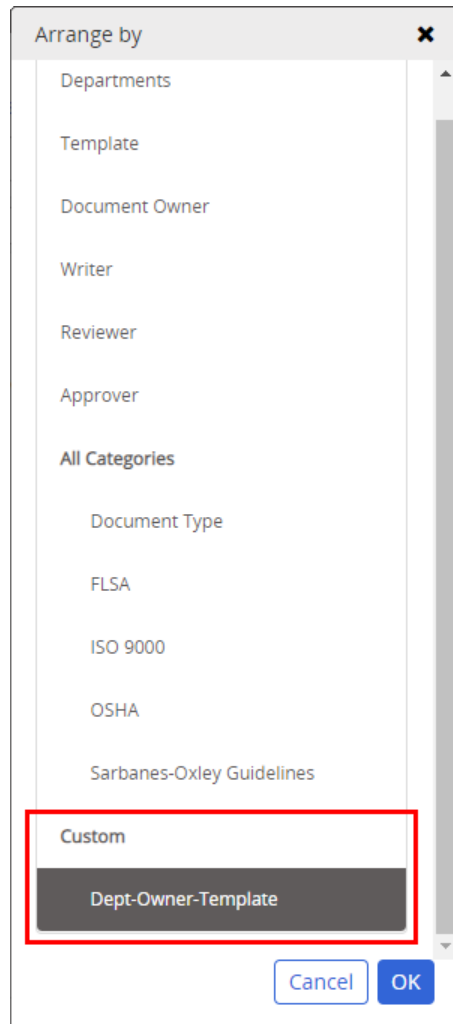 Arrange by
Departments
Template
Document Owner
Writer
Reviewer
Approver
All Categories
Document Type
FLSA
ISO 9000
OSHA
Sarbanes-Oxley Guidelines
Custom
Dept-Owner-Template
Cancel OK